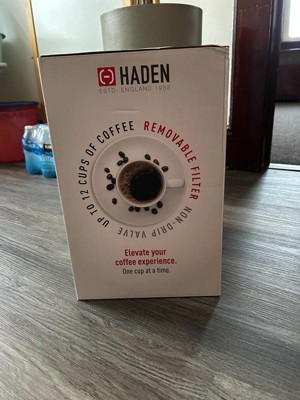 HADEN
ESTD. ENGLAND 1958
UP TO 12 CUPS OF COFFEE REMOVABLE FILTER NON-DRIP VALVE
Elevate your
coffee experience.
One cup at a time.